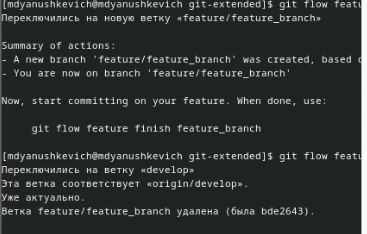 [mdyanushkevich@mdyanushkevich git-extended]$ git flow featu
Переключились на новую ветку «feature/feature_branch»
Summary of actions:
- A new branch 'feature/feature_branch' was created, based o
- You are now on branch 'feature/feature_branch'
Now, start committing on your feature. When done, use:
git flow feature finish feature_branch
[mdyanushkevich@mdyanushkevich git-extended]$ git flow featu
Переключились на ветку «develop»
Эта ветка соответствует «origin/develop».
Уже актуально.
Ветка feature/feature_branch удалена (была bde2643).